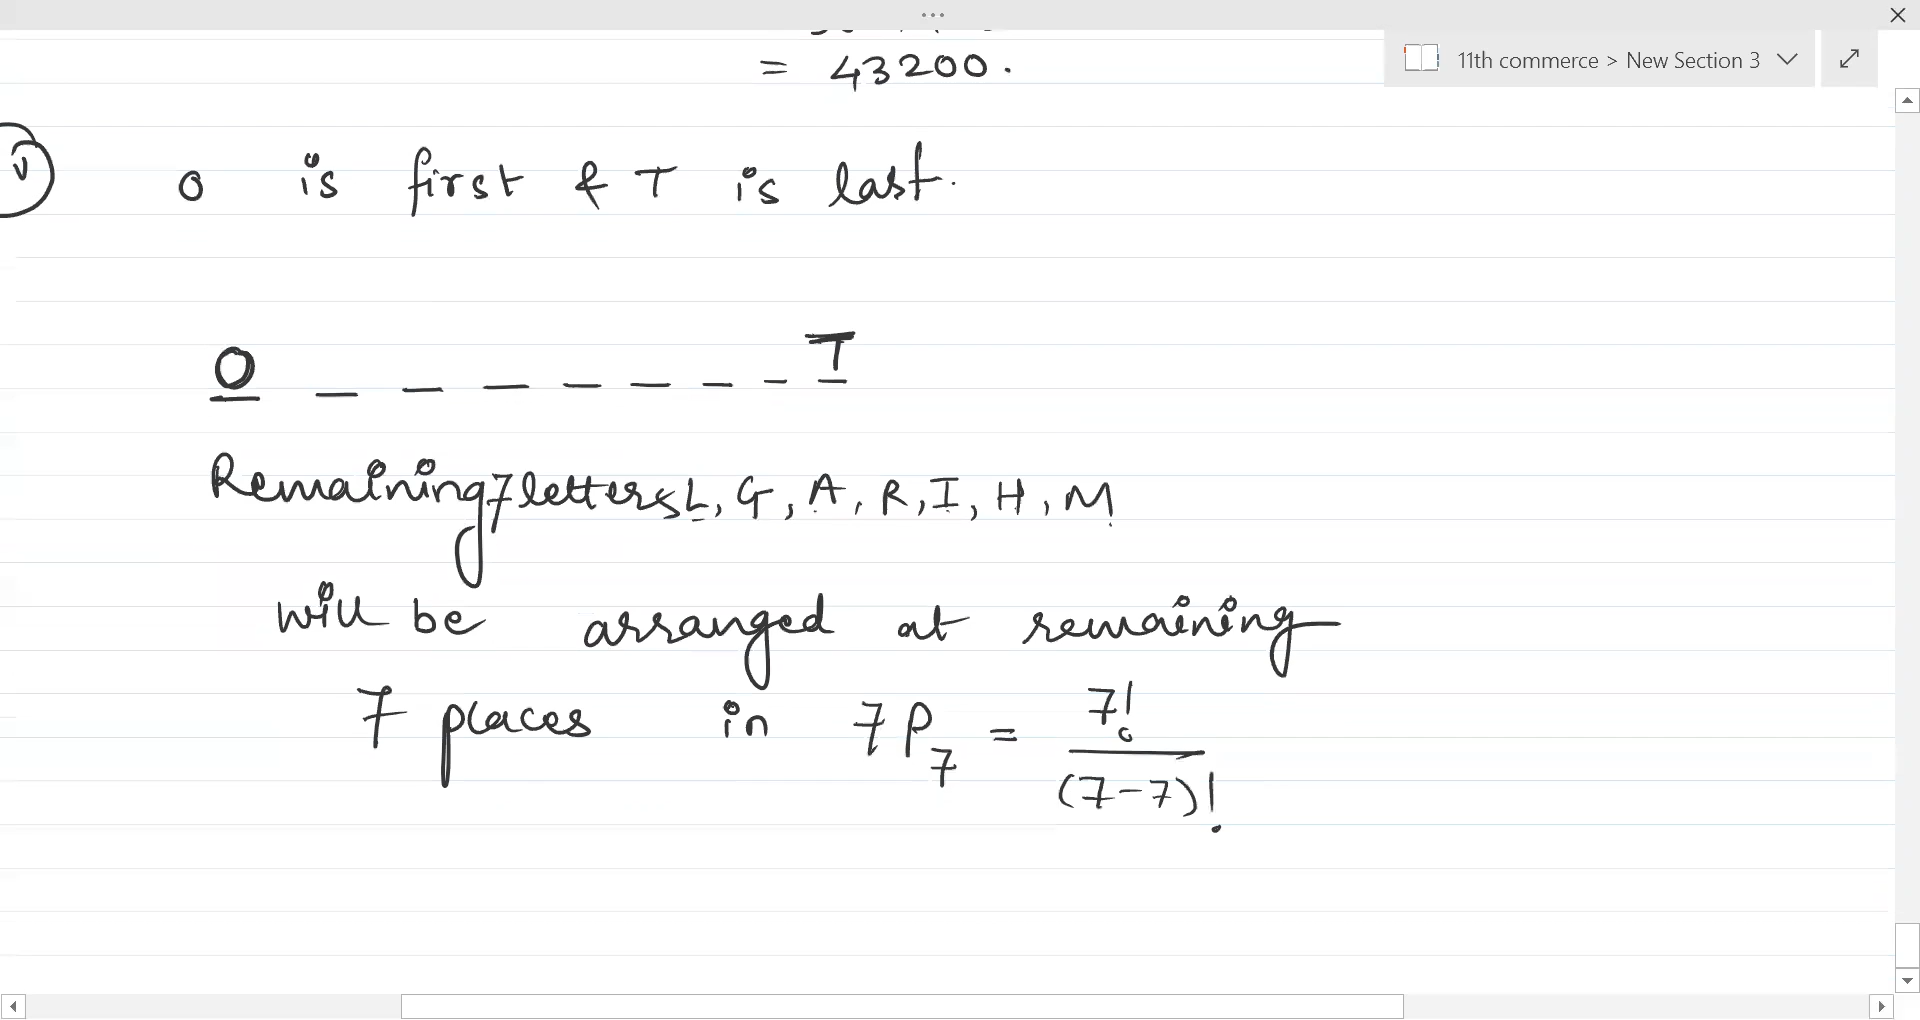 11th commerce > New Section 3
= 43200.
v
O is first & T is last.
O _ _ _ _ _ _ _ T
Remaining 7 letters L, G, A, R, I, H, M
will be arranged at remaining
7 places in 7P7 = 7! / (7-7)!